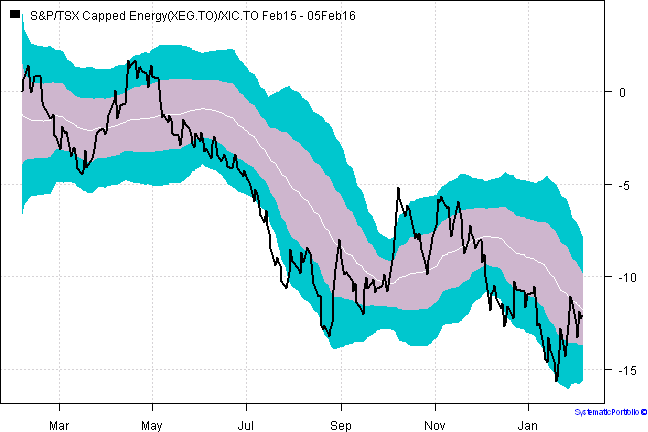 S&P/TSX Capped Energy(XEG.TO)/XIC.TO Feb15 - 05Feb16
0
-5
-10
-15
Mar May Jul Sep Nov Jan
SystematicPortfolio ©